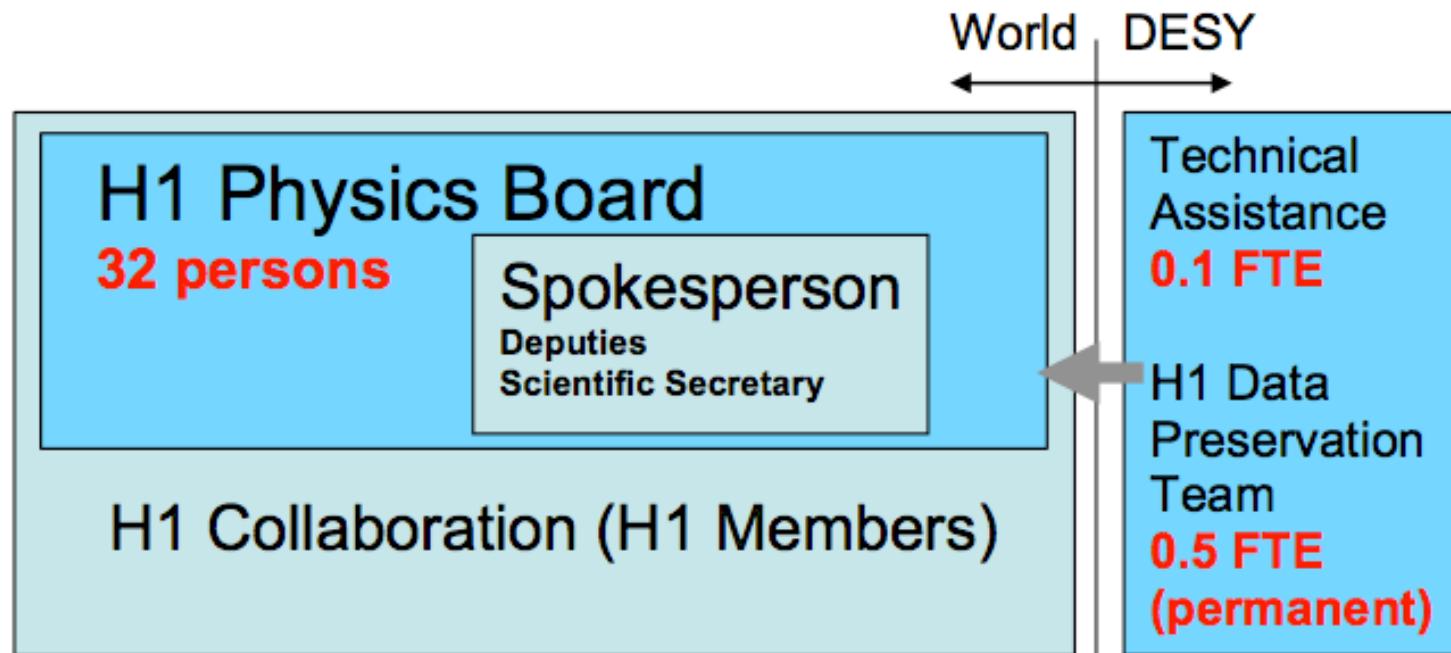 World DESY
H1 Physics Board
32 persons
Spokesperson
Deputies
Scientific Secretary
H1 Collaboration (H1 Members)
Technical
Assistance
0.1 FTE
H1 Data
Preservation
Team
0.5 FTE
(permanent)